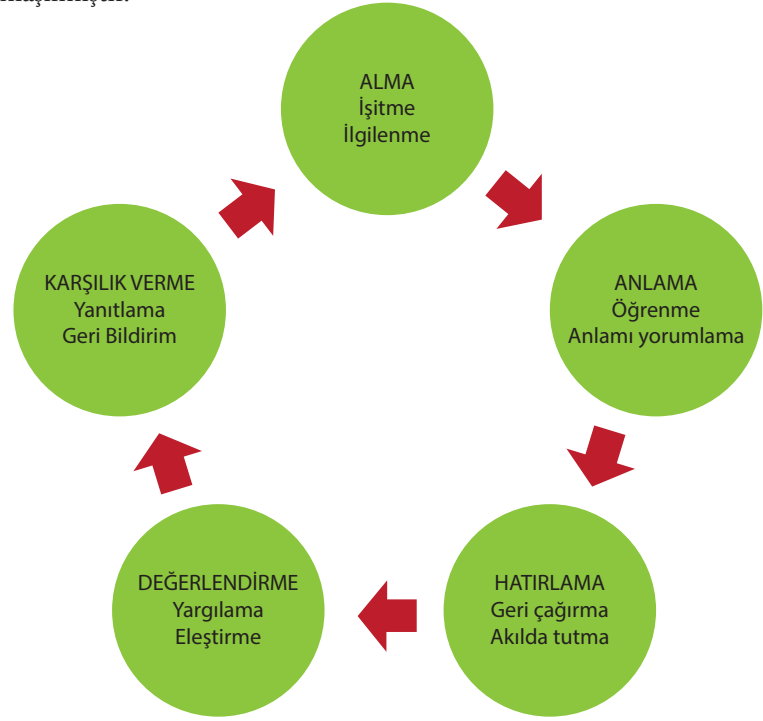 ALMA
İşitme
İlgilenme
ANLAMA
Öğrenme
Anlamı yorumlama
HATIRLAMA
Geri çağırma
Akılda tutma
DEĞERLENDİRME
Yargılama
Eleştirme
KARŞILIK VERME
Yanıtlama
Geri Bildirim